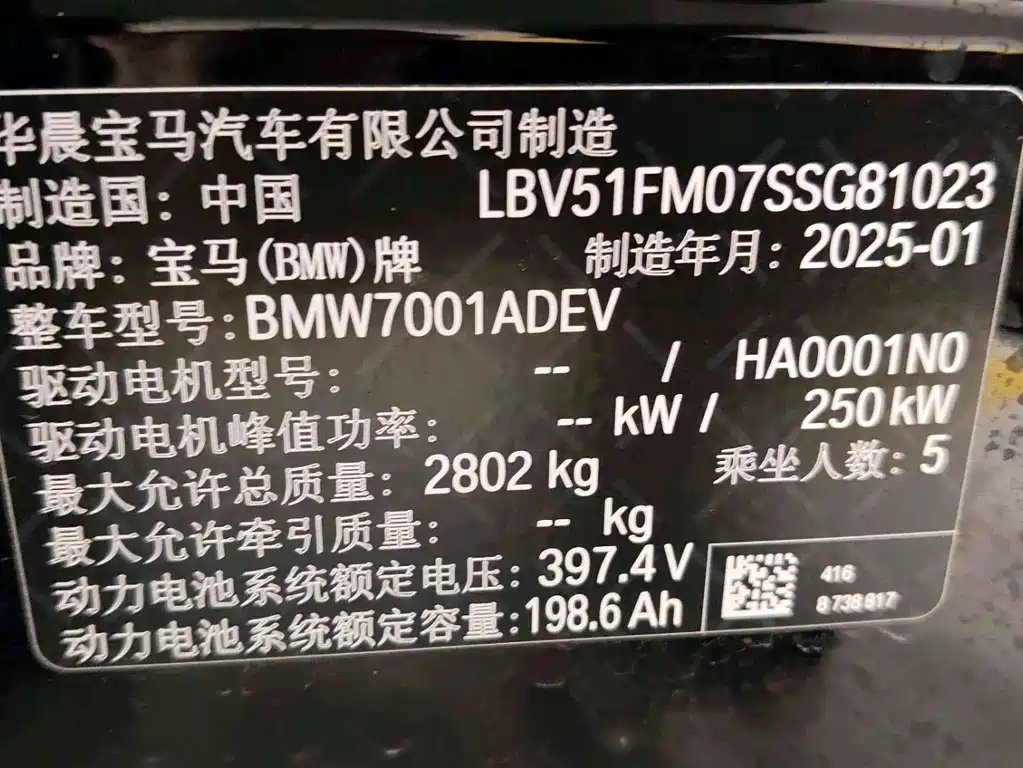 华晨宝马汽车有限公司制造
制造国：中国 LBV51FM07SSG81023
品牌：宝马(BMW)牌 制造年月：2025-01
整车型号:BMW7001ADEV
驱动电机型号： -- / HA0001N0
驱动电机峰值功率： -- kW / 250kW
最大允许总质量： 2802 kg 乘坐人数：5
最大允许牵引质量： -- kg
动力电池系统额定电压：397.4V
动力电池系统额定容量:198.6Ah
416
8738817